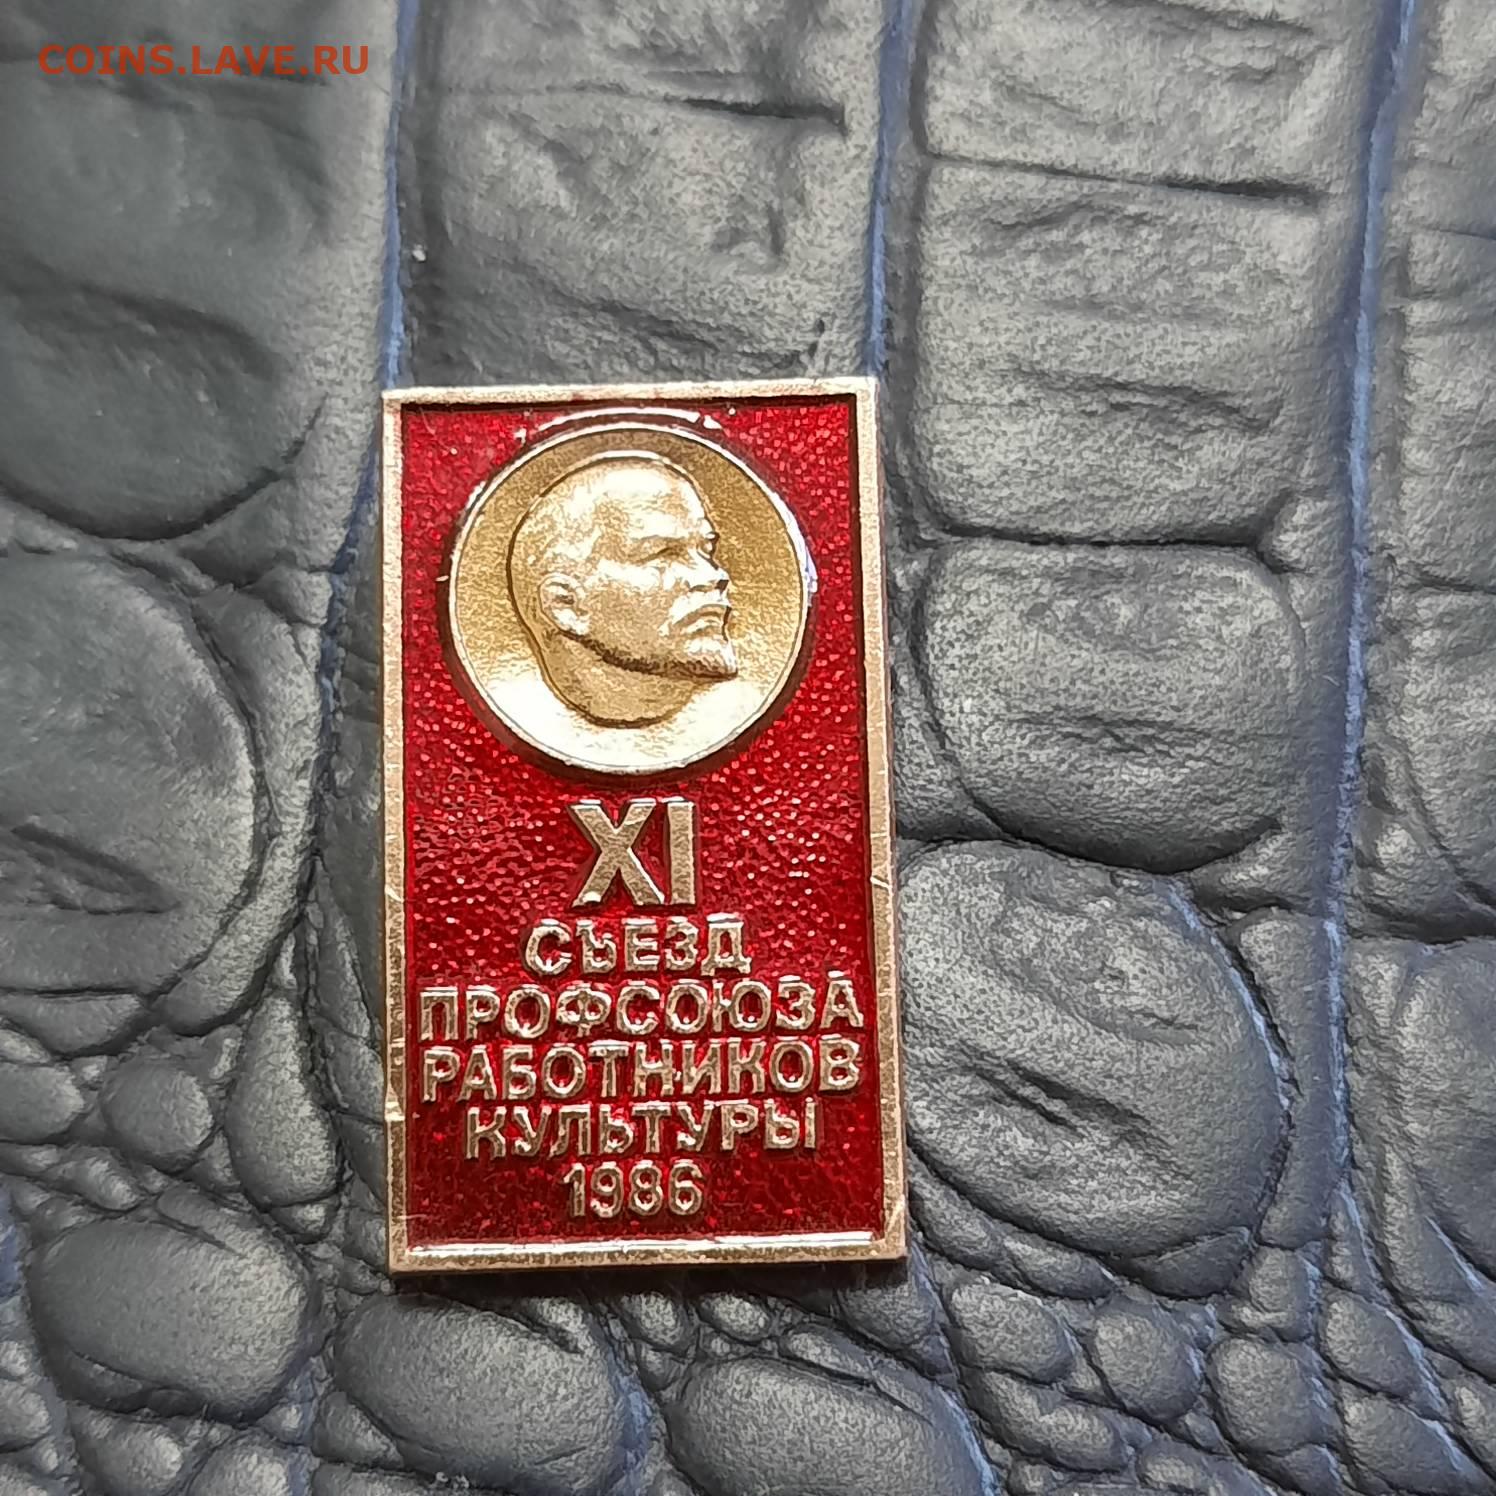 COINS.LAVE.RU
XI
СЪЕЗД
ПРОФСОЮЗА
РАБОТНИКОВ
КУЛЬТУРЫ
1986